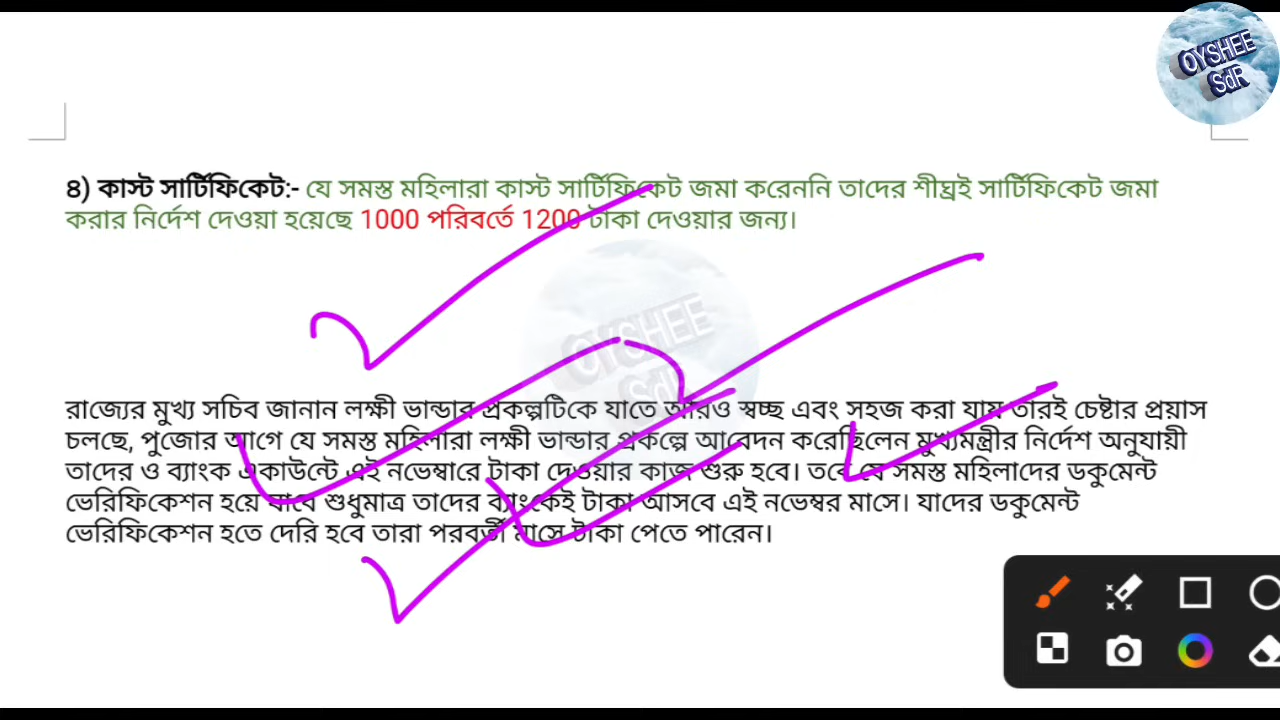 OYSHEE
SdR
৪) কাস্ট সার্টিফিকেট:- যে সমস্ত মহিলারা কাস্ট সার্টিফিকেট জমা করেননি তাদের শীঘ্রই সার্টিফিকেট জমা
করার নির্দেশ দেওয়া হয়েছে 1000 পরিবর্তে 1200 টাকা দেওয়ার জন্য।
OYSHEE
SdR
রাজ্যের মুখ্য সচিব জানান লক্ষী ভান্ডার প্রকল্পটিকে যাতে আরও স্বচ্ছ এবং সহজ করা যায় তারই চেষ্টার প্রয়াস
চলছে, পুজোর আগে যে সমস্ত মহিলারা লক্ষী ভান্ডার প্রকল্পে আবেদন করেছিলেন মুখ্যমন্ত্রীর নির্দেশ অনুযায়ী
তাদের ও ব্যাংক একাউন্টে এই নভেম্বারে টাকা দেওয়ার কাজ শুরু হবে। তবে যে সমস্ত মহিলাদের ডকুমেন্ট
ভেরিফিকেশন হয়ে যাবে শুধুমাত্র তাদের ব্যাংকেই টাকা আসবে এই নভেম্বর মাসে। যাদের ডকুমেন্ট
ভেরিফিকেশন হতে দেরি হবে তারা পরবর্তী মাসে টাকা পেতে পারেন।